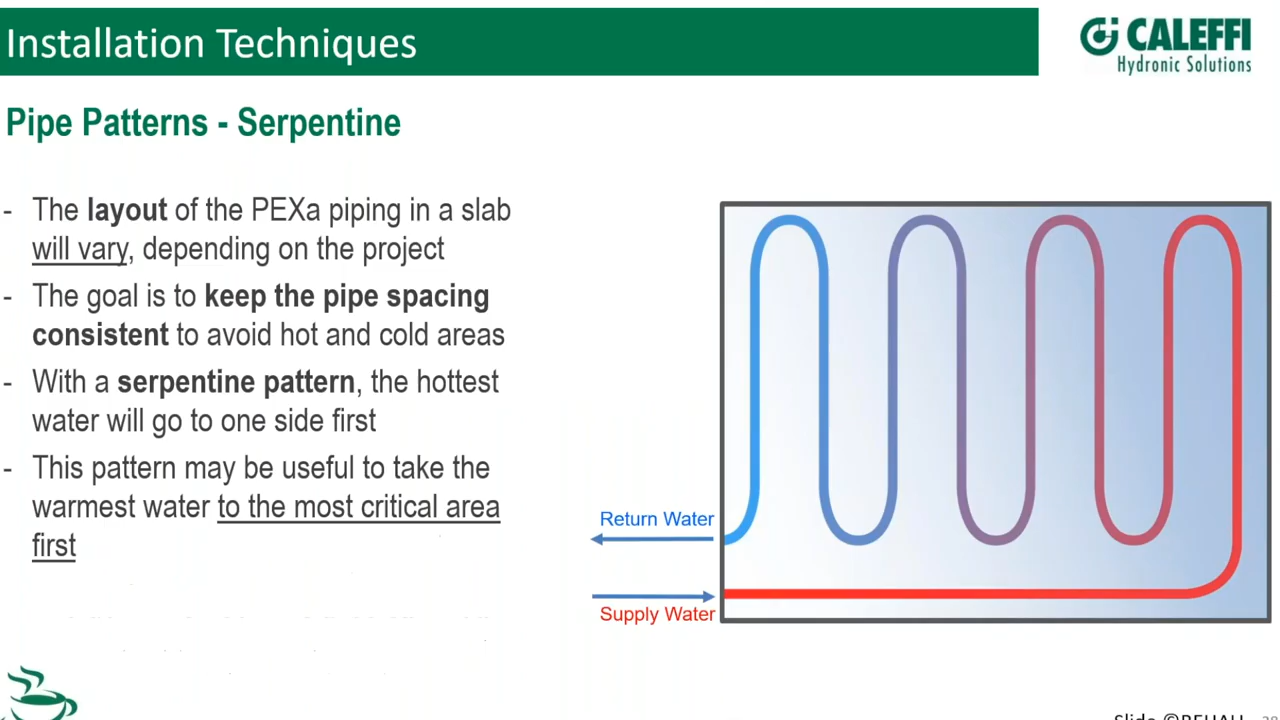 Installation Techniques
CALEFFI
Hydronic Solutions
Pipe Patterns - Serpentine
- The layout of the PEXa piping in a slab
will vary, depending on the project
- The goal is to keep the pipe spacing
consistent to avoid hot and cold areas
- With a serpentine pattern, the hottest
water will go to one side first
- This pattern may be useful to take the
warmest water to the most critical area
first
Return Water
Supply Water
Slide ©REHAU